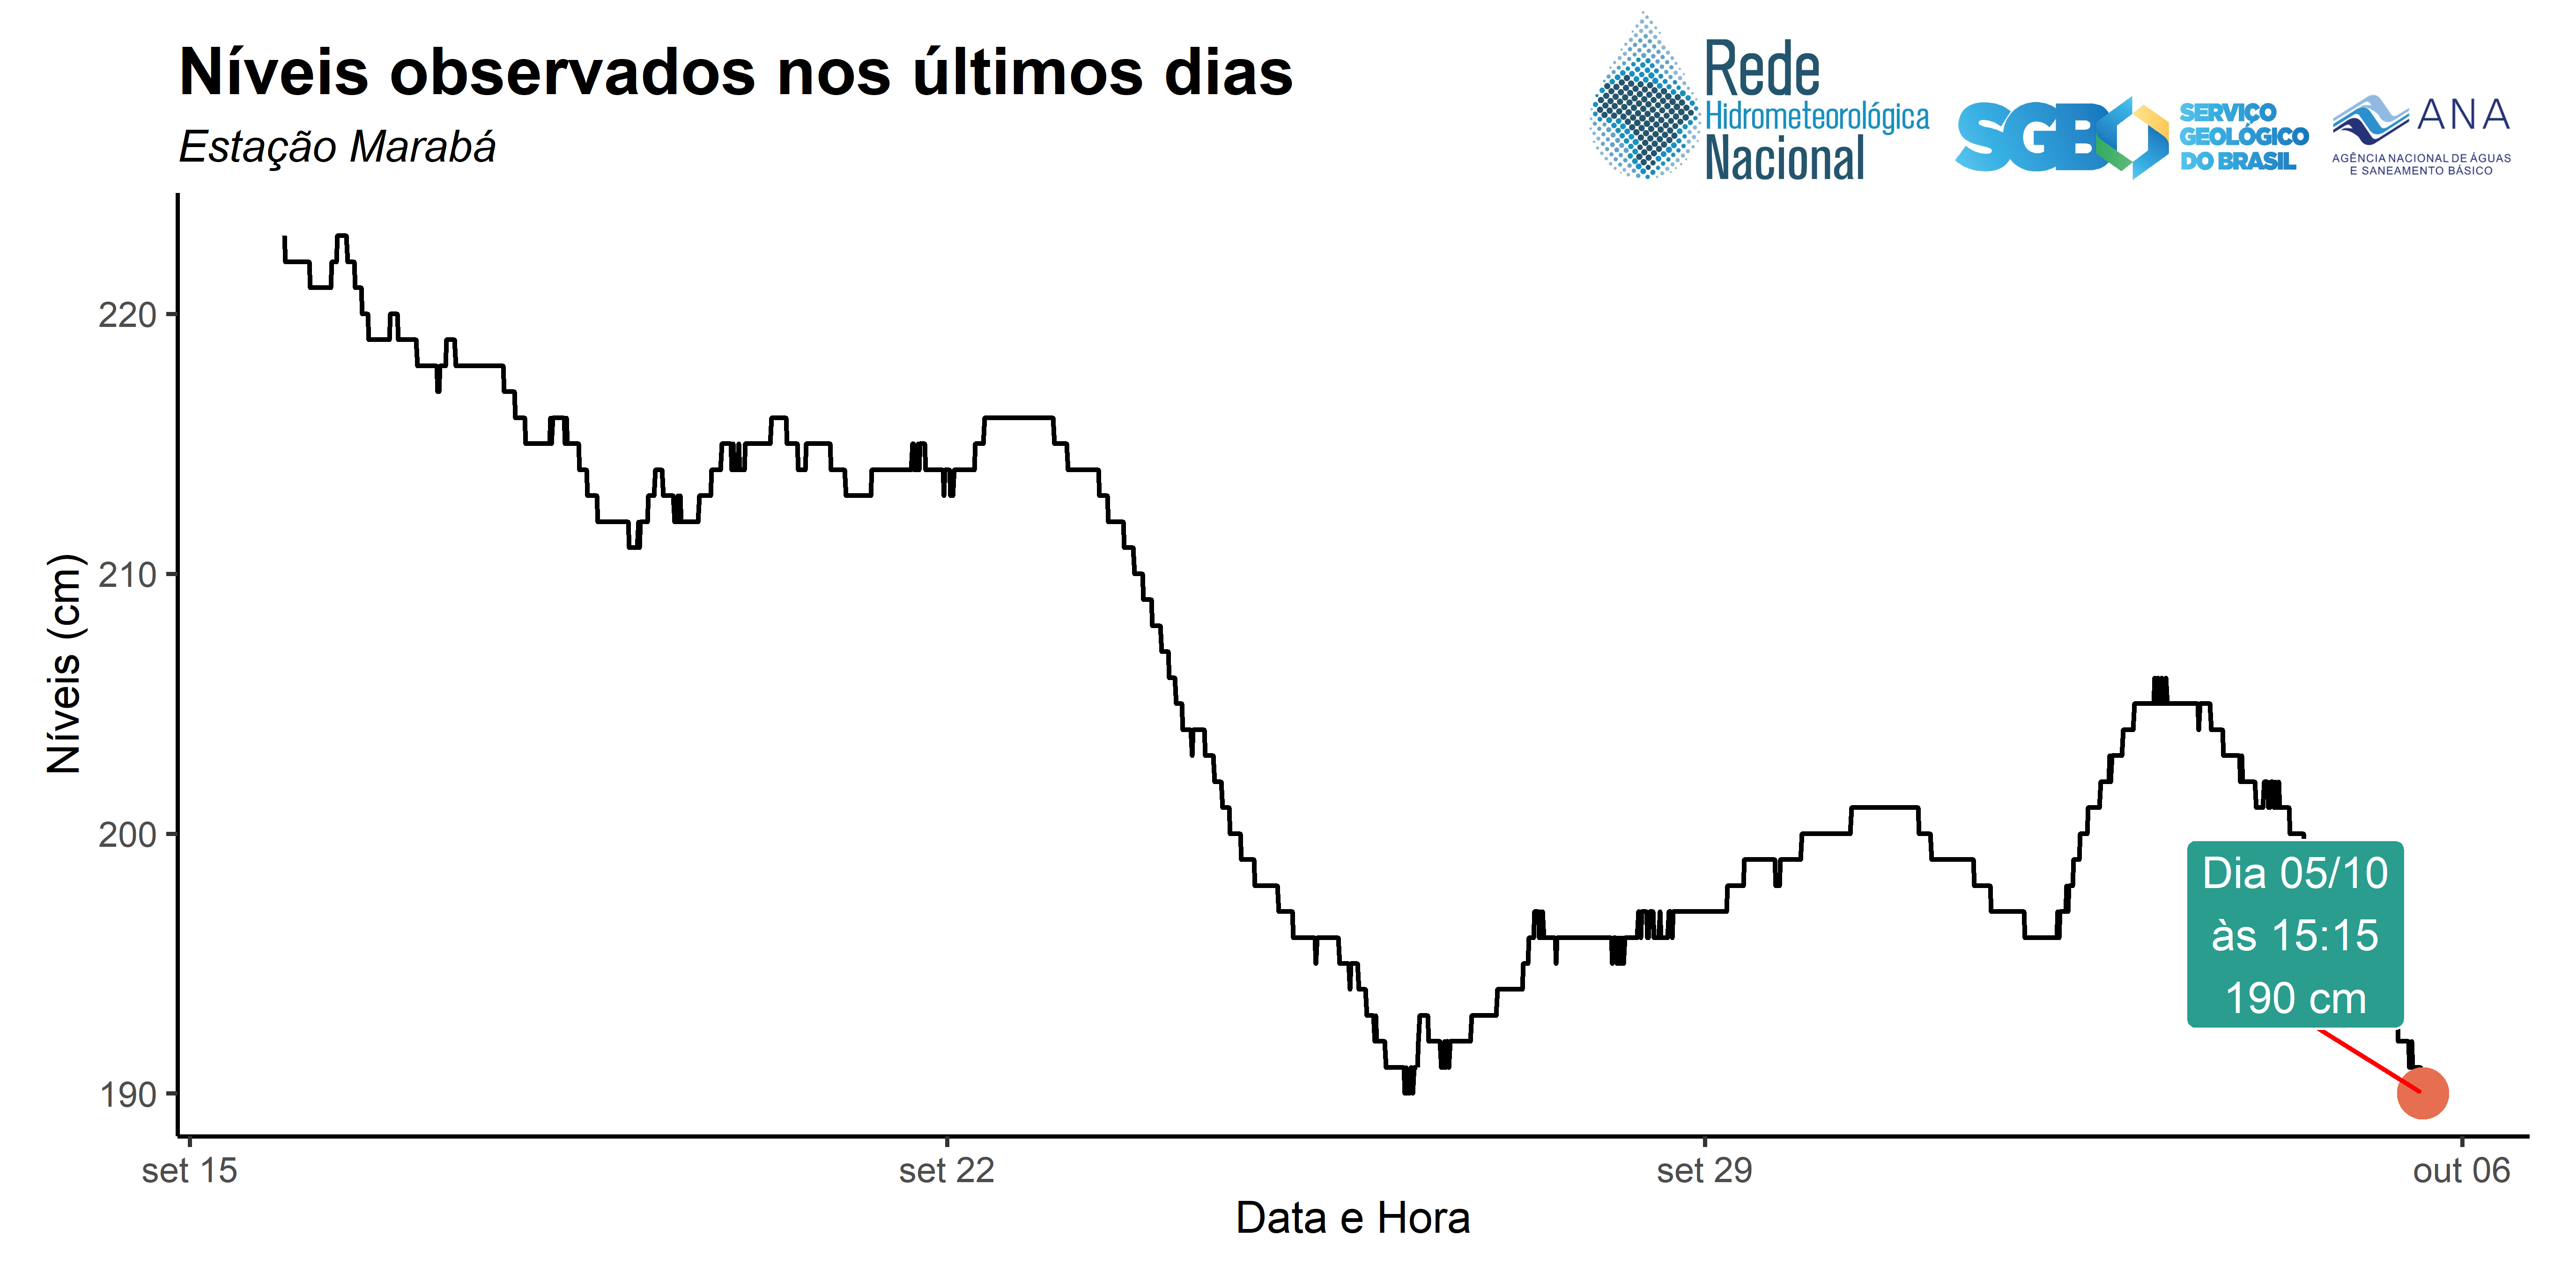 Níveis observados nos últimos dias
Estação Marabá
Rede
Hidrometeorológica
Nacional
SGB
SERVIÇO
GEOLÓGICO
DO BRASIL
ANA
AGÊNCIA NACIONAL DE ÁGUAS
E SANEAMENTO BÁSICO
Níveis (cm)
220
210
200
190
Dia 05/10
às 15:15
190 cm
set 15
set 22
set 29
out 06
Data e Hora